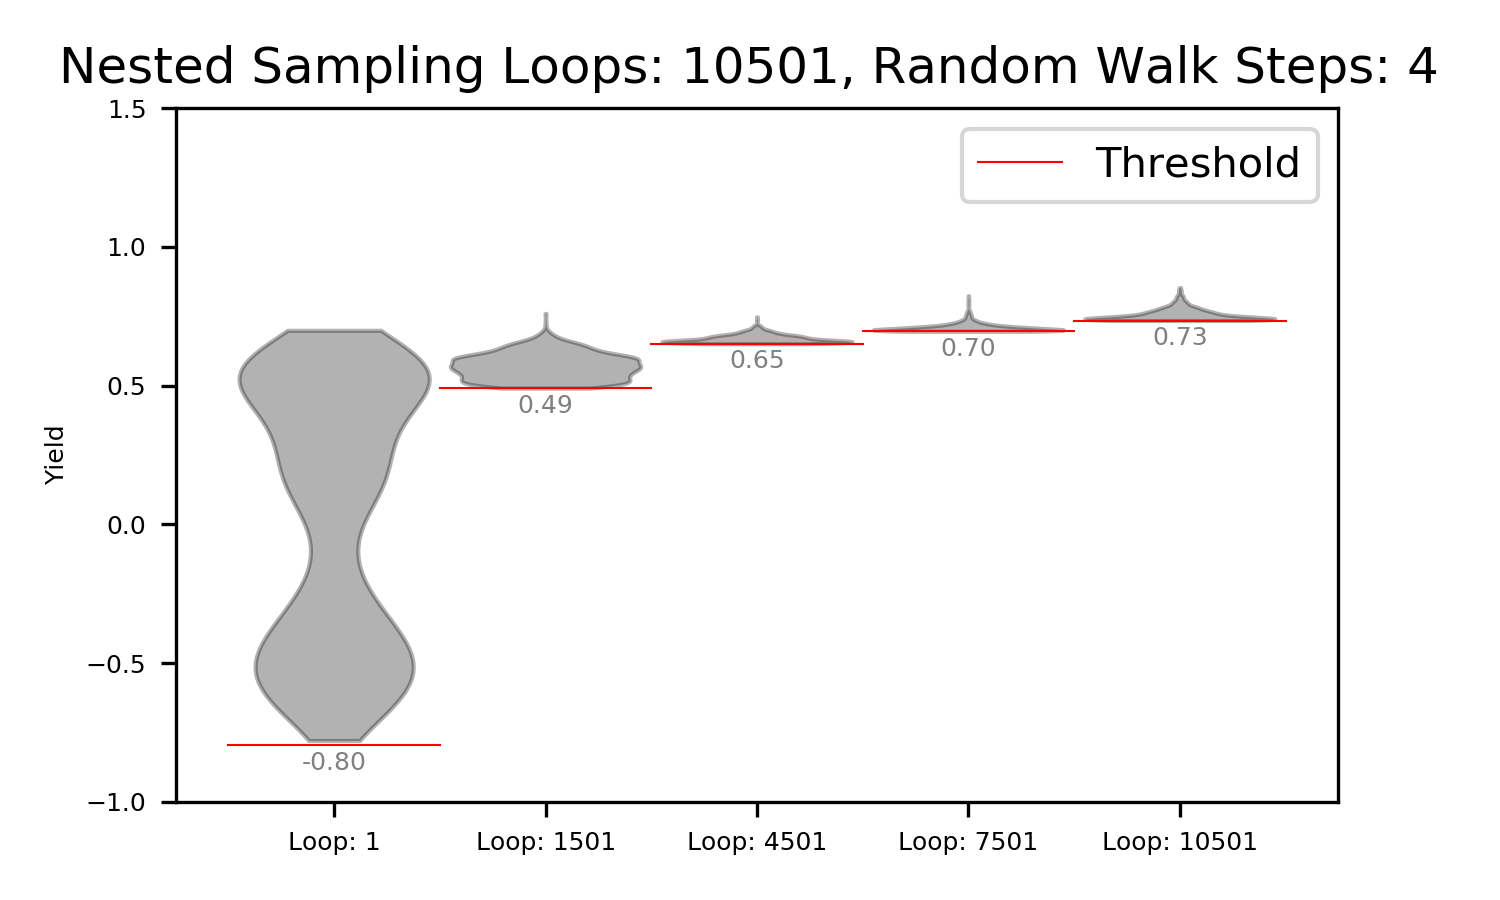 Nested Sampling Loops: 10501, Random Walk Steps: 4
Threshold
1.5
1.0
0.5
0.0
−0.5
−1.0
Yield
-0.80
0.49
0.65
0.70
0.73
Loop: 1
Loop: 1501
Loop: 4501
Loop: 7501
Loop: 10501